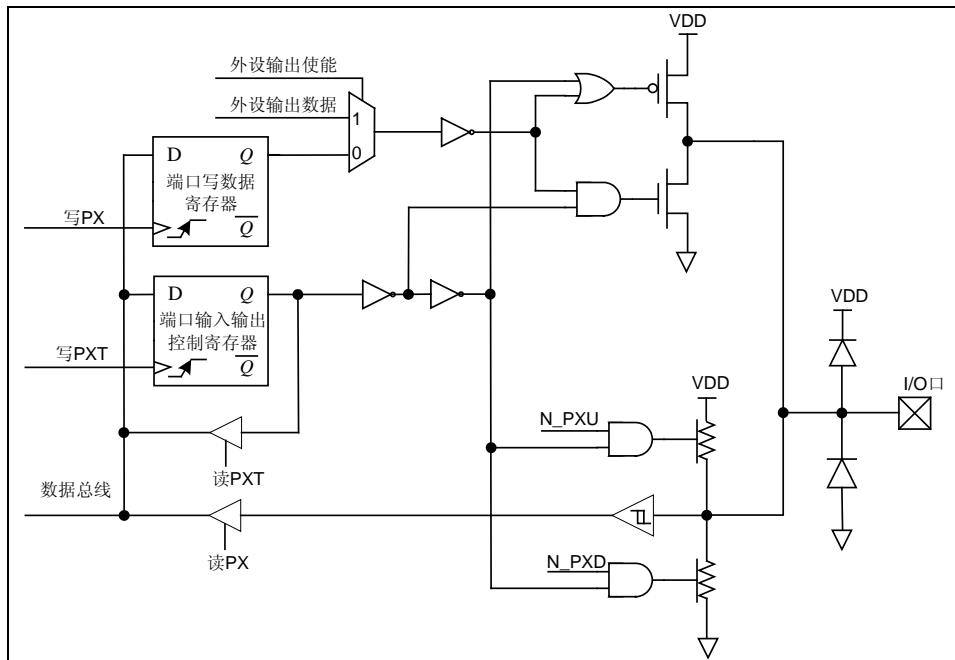 VDD
外设输出使能
外设输出数据
1
0
D
Q
端口写数据
寄存器
Q
写PX
D
Q
端口输入输出
控制寄存器
Q
写PXT
VDD
VDD
I/O口
N_PXU
读PXT
数据总线
读PX
N_PXD